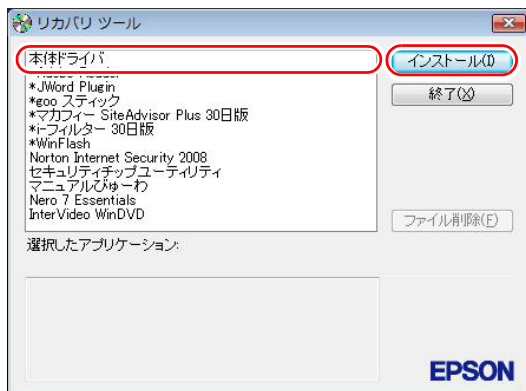 リカバリ ツール
本体ドライバ
インストール(I)
*JWord Plugin
*goo スティック
*マカフィー SiteAdvisor Plus 30日版
*i-フィルター 30日版
*WinFlash
Norton Internet Security 2008
セキュリティチップユーティリティ
マニュアルびゅーわ
Nero 7 Essentials
InterVideo WinDVD
終了(X)
ファイル削除(F)
選択したアプリケーション:
EPSON